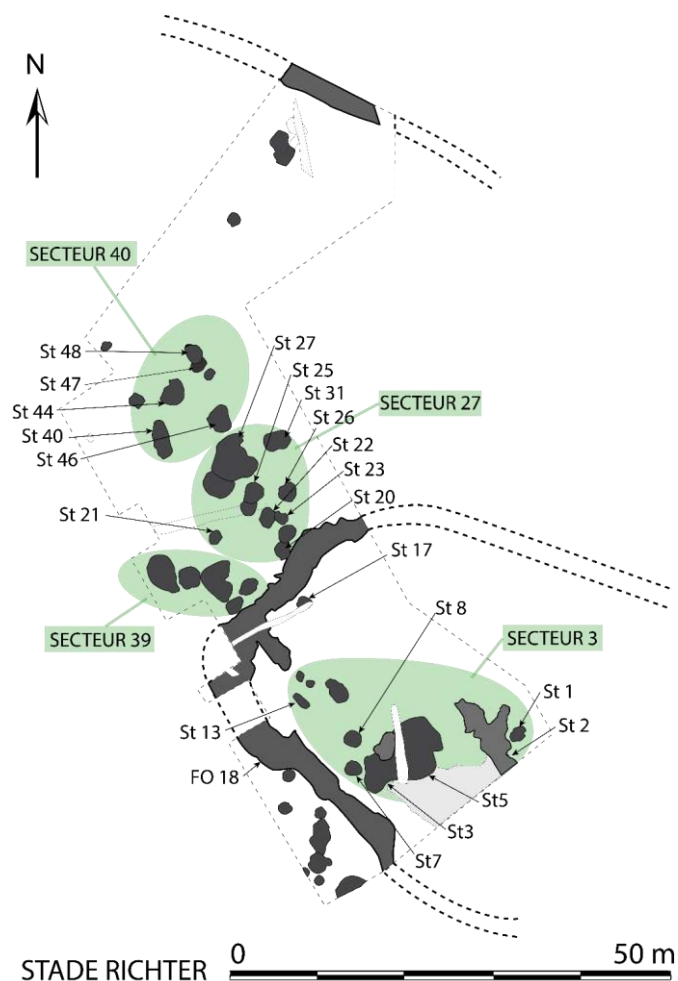 N
SECTEUR 40
St 27
St 48
St 25
St 47
St 31
St 26
SECTEUR 27
St 44
St 22
St 40
St 23
St 46
St 20
St 21
St 17
St 8
SECTEUR 39
SECTEUR 3
St 1
St 13
St 2
FO 18
St5
St3
St7
0 50 m
STADE RICHTER